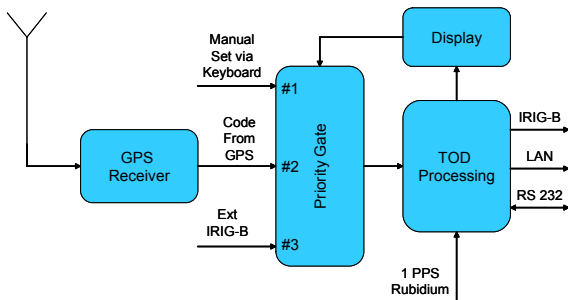 Manual
Set via
Keyboard
#1
Display
Code
From
GPS
GPS
Receiver
#2
Priority Gate
TOD
Processing
IRIG-B
LAN
RS 232
Ext
IRIG-B
#3
1 PPS
Rubidium